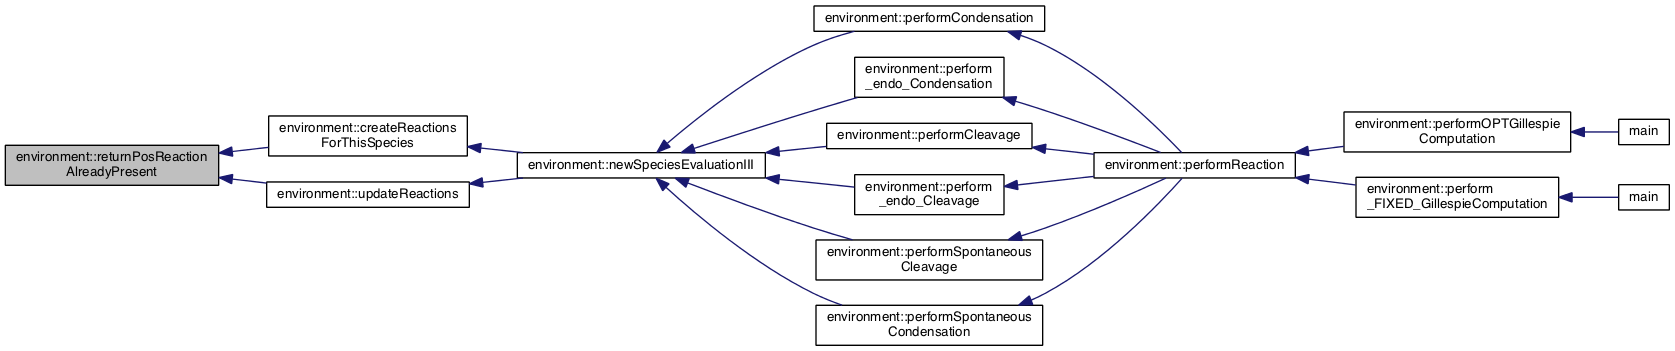 environment::returnPosReaction
AlreadyPresent
environment::createReactions
ForThisSpecies
environment::updateReactions
environment::newSpeciesEvaluationIII
environment::performCondensation
environment::perform
_endo_Condensation
environment::performCleavage
environment::perform
_endo_Cleavage
environment::performSpontaneous
Cleavage
environment::performSpontaneous
Condensation
environment::performReaction
environment::performOPTGillespie
Computation
environment::perform
_FIXED_GillespieComputation
main
main